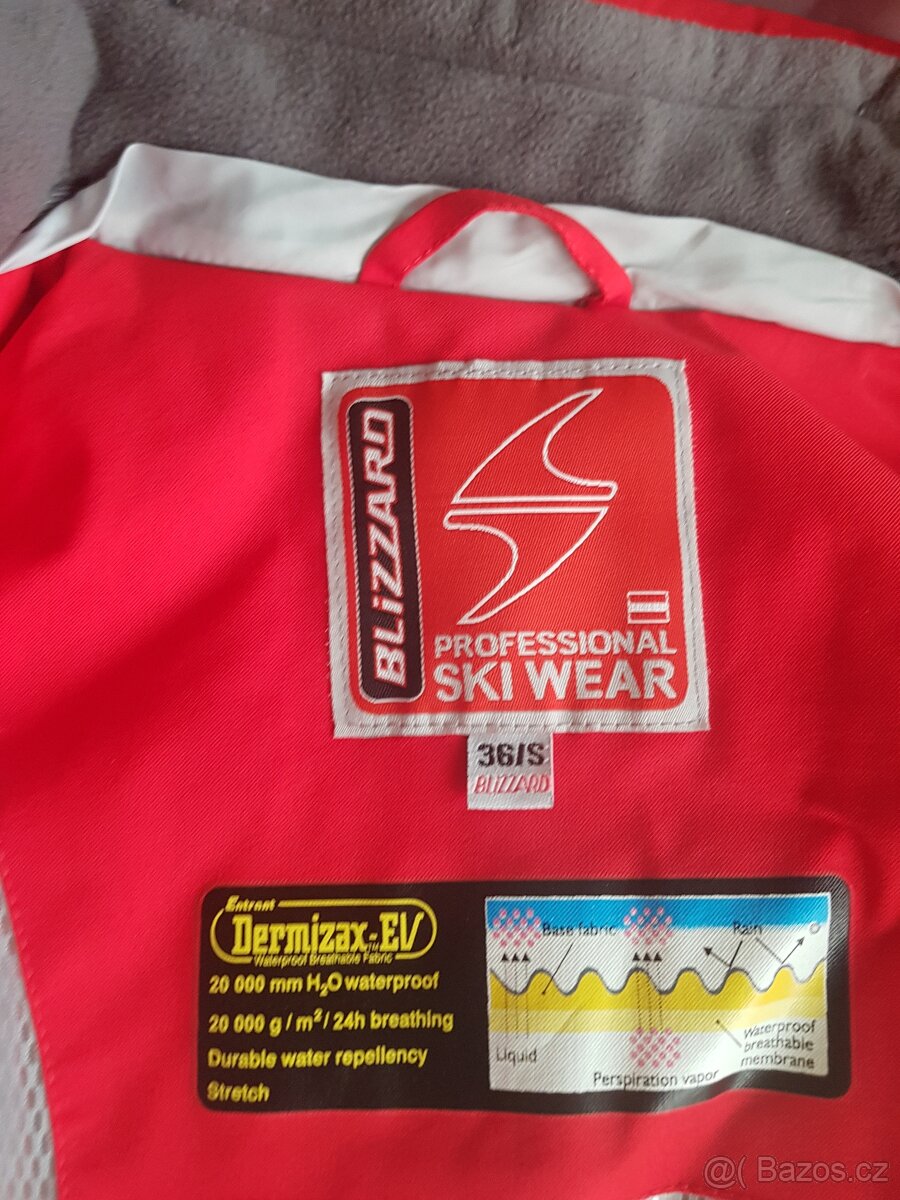 BLiZZARD
PROFESSIONAL
SKI WEAR
36/S
BLIZZARD
Entrant
Dermizax-EV™
Waterproof Breathable Fabric
20 000 mm H₂O waterproof
20 000 g / m² / 24h breathing
Durable water repellency
Stretch
Base fabric
Rain
Liquid
Waterproof
breathable
membrane
Perspiration vapor
@( Bazos.cz